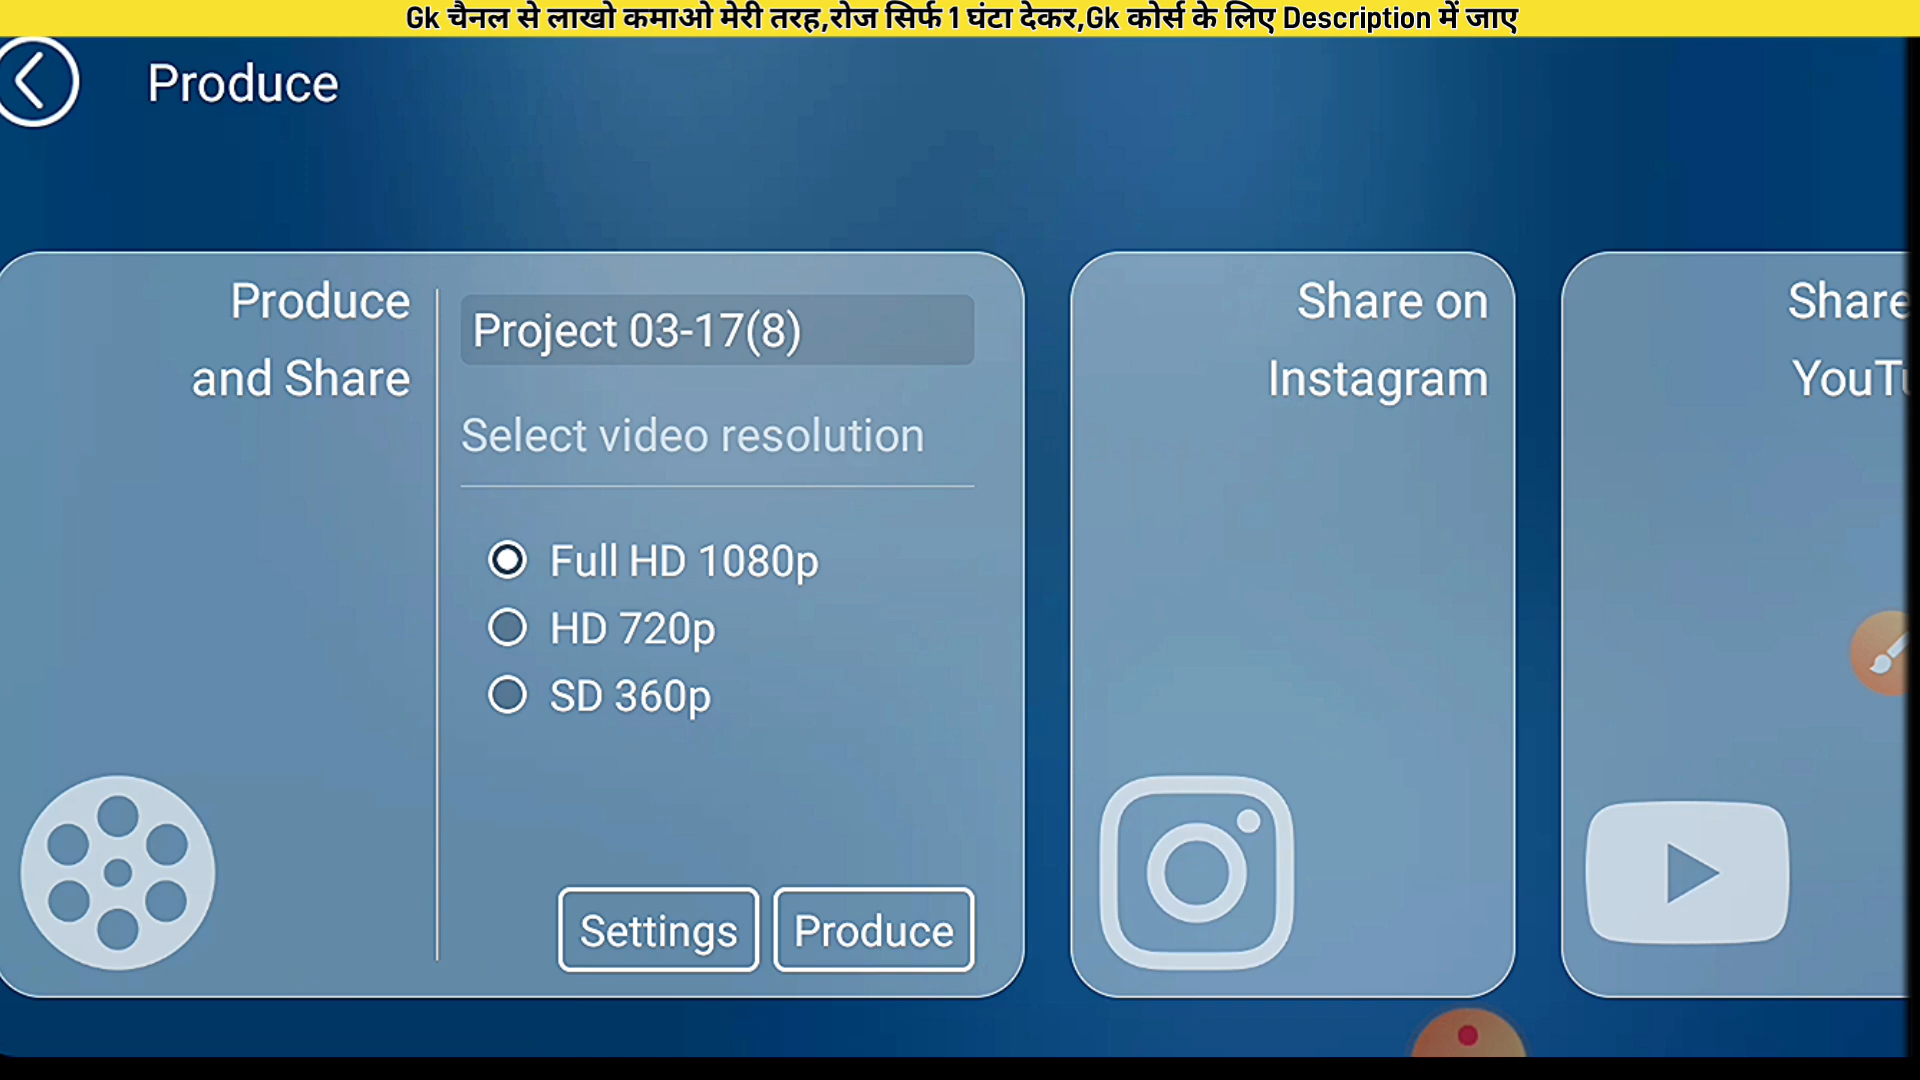 Gk चैनल से लाखो कमाओ मेरी तरह,रोज सिर्फ 1 घंटा देकर,Gk कोर्स के लिए Description में जाए
Produce
Produce
and Share
Project 03-17(8)
Select video resolution
Full HD 1080p
HD 720p
SD 360p
Settings
Produce
Share on
Instagram
Share
YouT